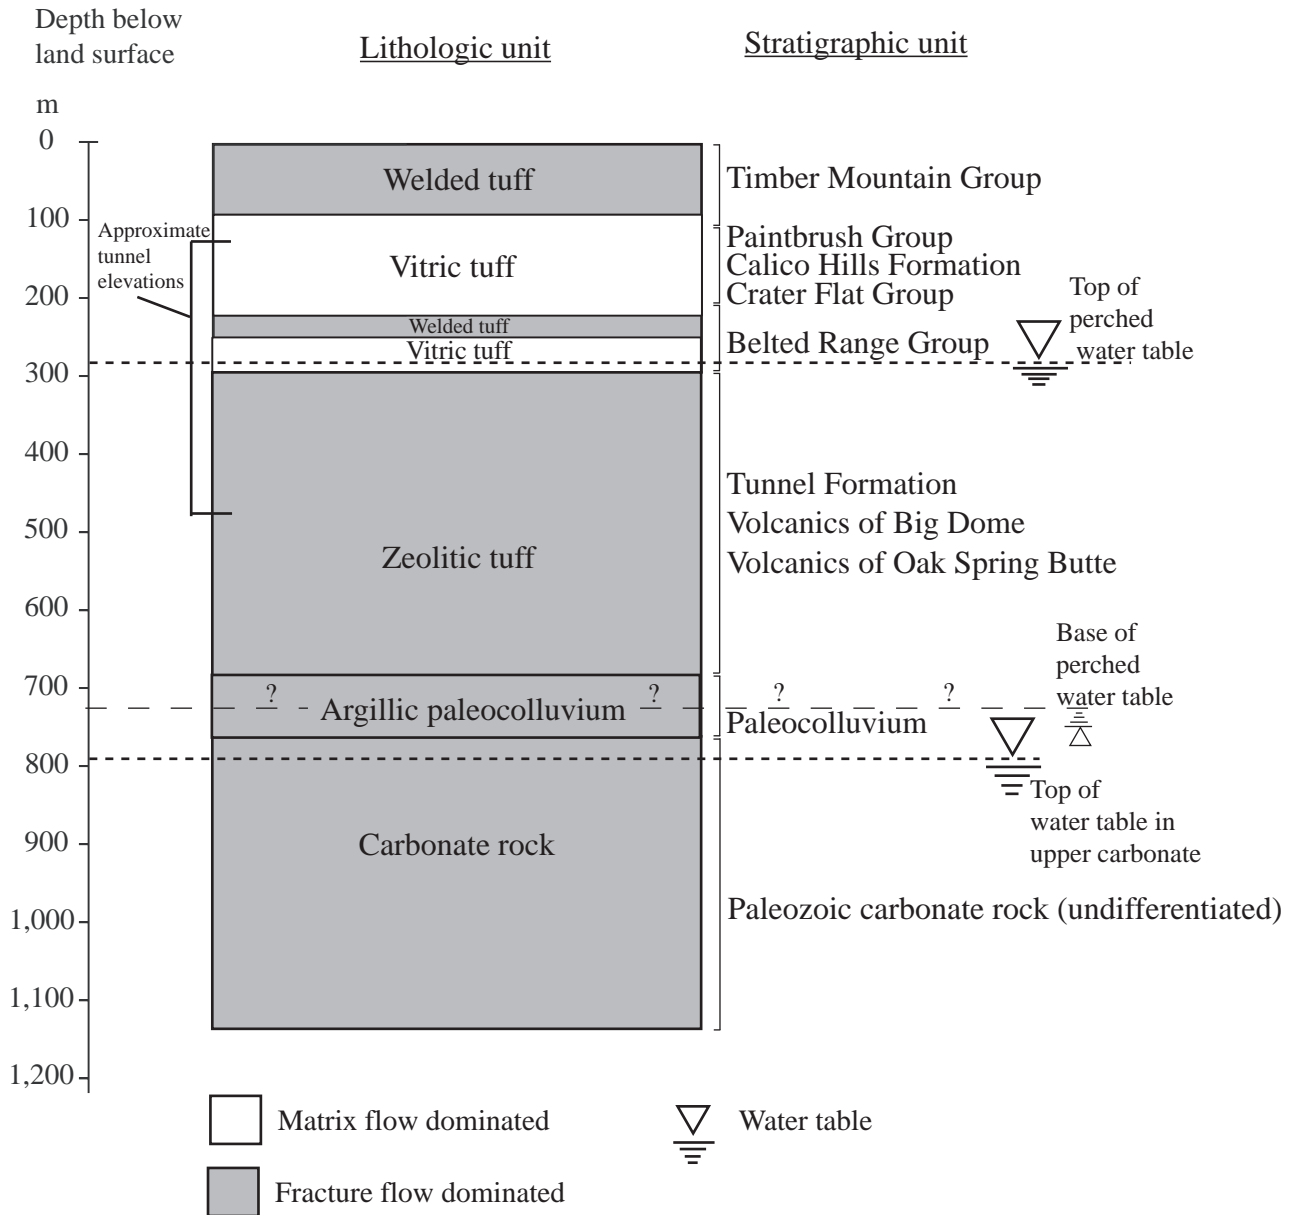 Depth below
land surface
Lithologic unit
Stratigraphic unit
m
0
Welded tuff
Timber Mountain Group
100
Approximate
tunnel
elevations
Paintbrush Group
Vitric tuff
Calico Hills Formation
200
Crater Flat Group
Top of
perched
water table
Welded tuff
Vitric tuff
Belted Range Group
300
400
Tunnel Formation
500
Volcanics of Big Dome
Zeolitic tuff
Volcanics of Oak Spring Butte
600
Base of
perched
water table
700
? ? ? ?
Argillic paleocolluvium
Paleocolluvium
800
Top of
water table in
upper carbonate
Carbonate rock
900
1,000
Paleozoic carbonate rock (undifferentiated)
1,100
1,200
Matrix flow dominated
Water table
Fracture flow dominated